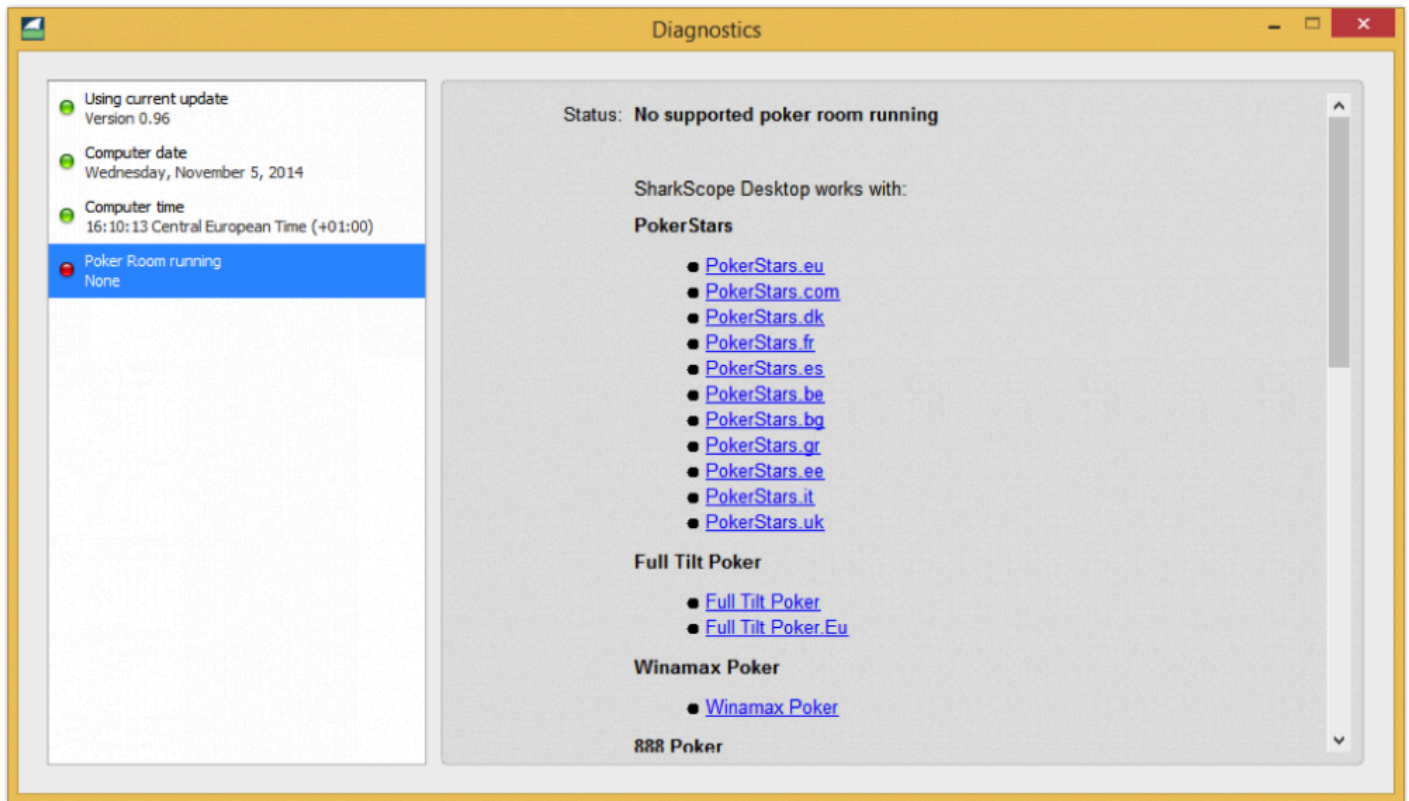 Diagnostics
Using current update
Version 0.96
Computer date
Wednesday, November 5, 2014
Computer time
16:10:13 Central European Time (+01:00)
Poker Room running
None
Status: No supported poker room running
SharkScope Desktop works with:
PokerStars
PokerStars.eu
PokerStars.com
PokerStars.dk
PokerStars.fr
PokerStars.es
PokerStars.be
PokerStars.bg
PokerStars.gr
PokerStars.ee
PokerStars.it
PokerStars.uk
Full Tilt Poker
Full Tilt Poker
Full Tilt Poker.Eu
Winamax Poker
Winamax Poker
888 Poker